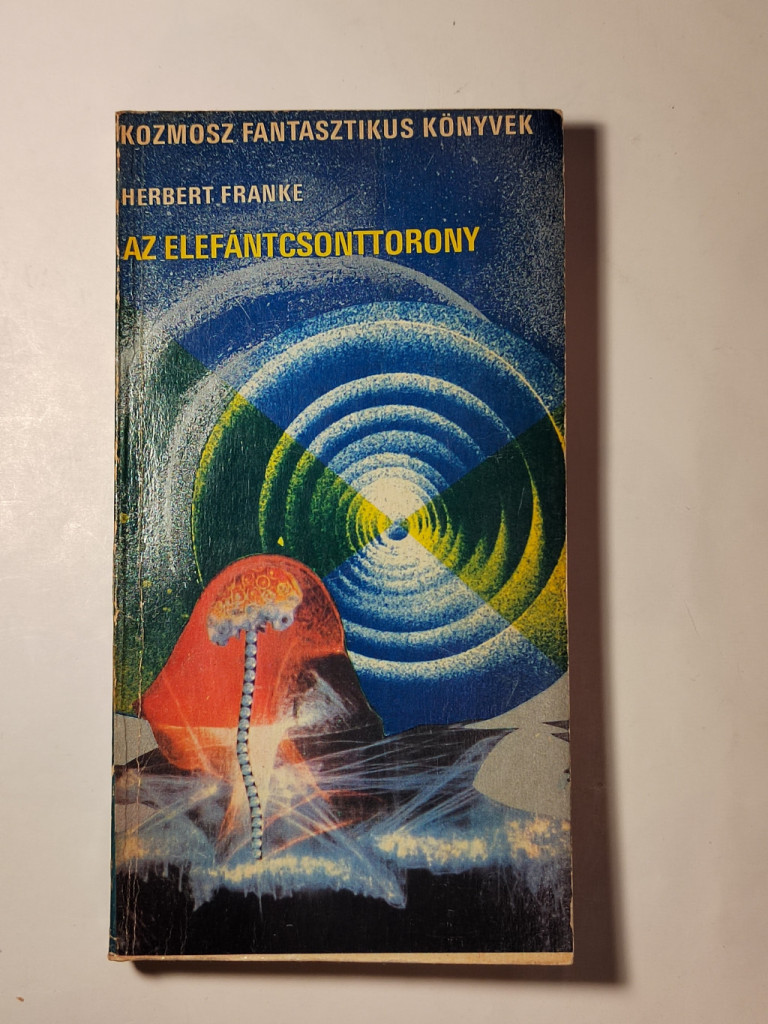 KOZMOSZ FANTASZTIKUS KÖNYVEK
HERBERT FRANKE
AZ ELEFÁNTCSONTTORONY